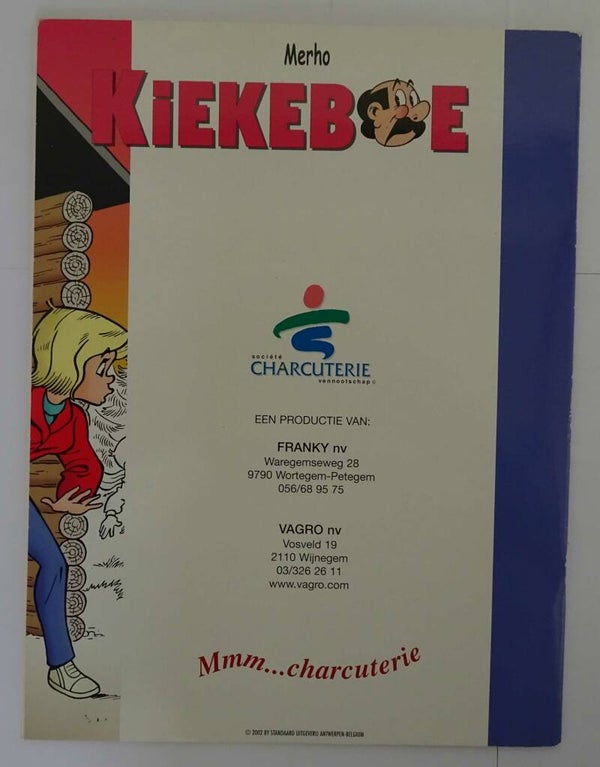 Merho
KIEKEBOE
société
CHARCUTERIE
vennootschap
EEN PRODUCTIE VAN:
FRANKY nv
Waregemseweg 28
9790 Wortegem-Petegem
056/68 95 75
VAGRO nv
Vosveld 19
2110 Wijnegem
03/326 26 11
www.vagro.com
Mmm...charcuterie
© 2002 BY STANDAARD UITGEVERIJ ANTWERPEN-BELGIUM